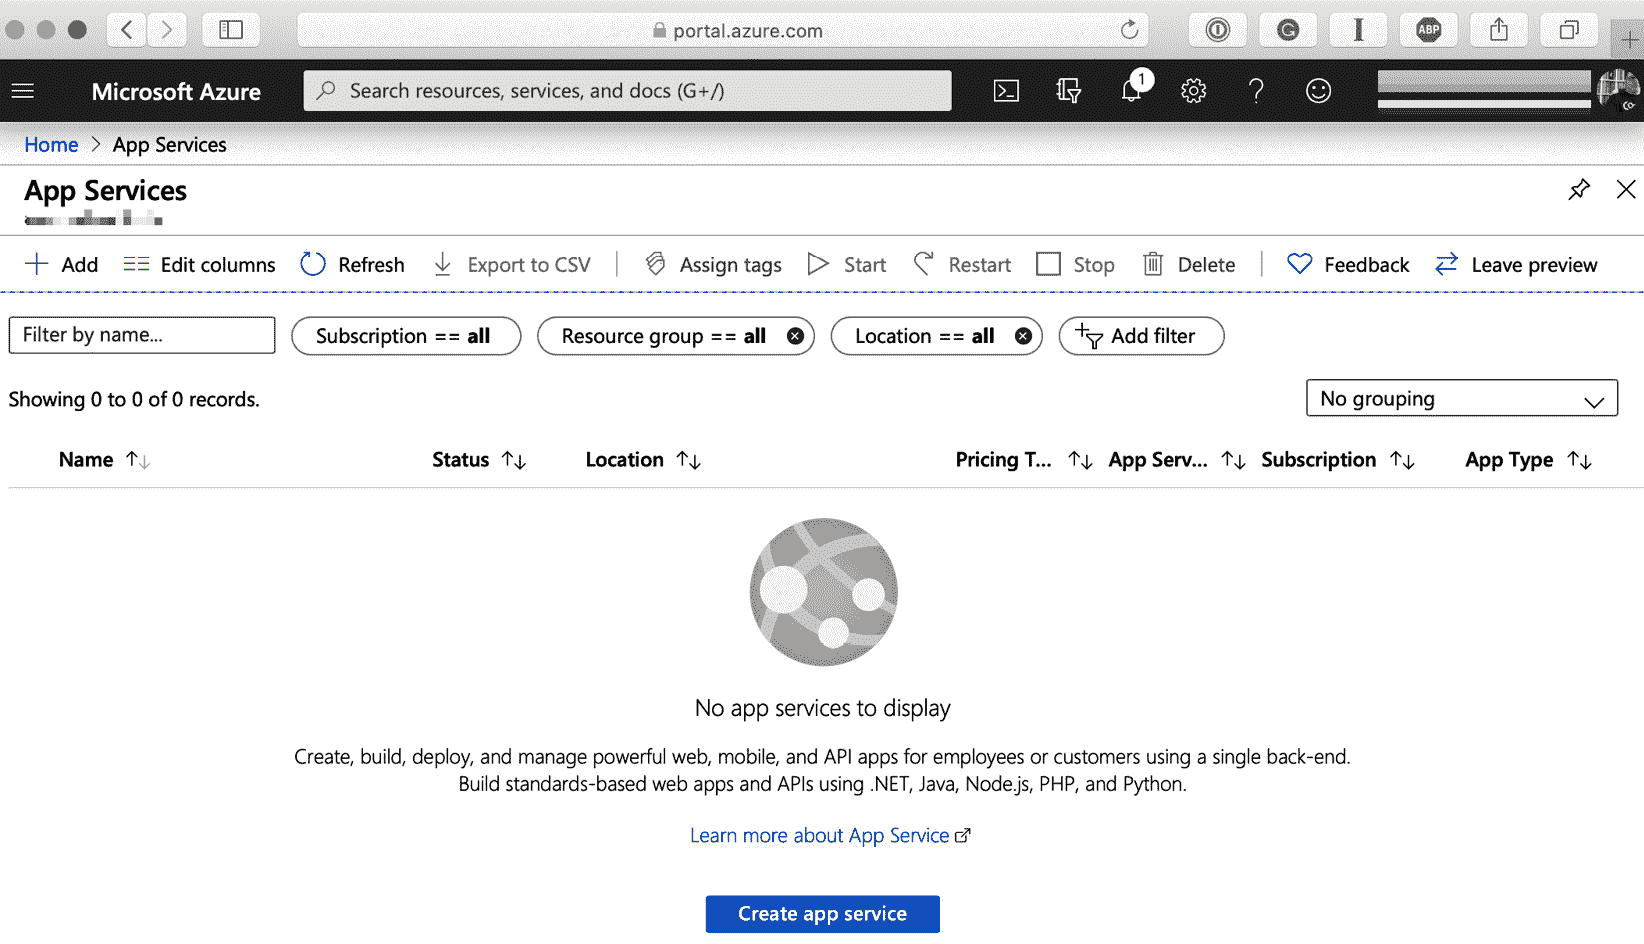 portal.azure.com
ABP
Microsoft Azure
Search resources, services, and docs (G+/)
1
Home > App Services
App Services
Add Edit columns Refresh Export to CSV Assign tags Start Restart Stop Delete Feedback Leave preview
Filter by name... Subscription == all Resource group == all Location == all Add filter
Showing 0 to 0 of 0 records. No grouping
Name Status Location Pricing T... App Serv... Subscription App Type
No app services to display
Create, build, deploy, and manage powerful web, mobile, and API apps for employees or customers using a single back-end.
Build standards-based web apps and APIs using .NET, Java, Node.js, PHP, and Python.
Learn more about App Service
Create app service